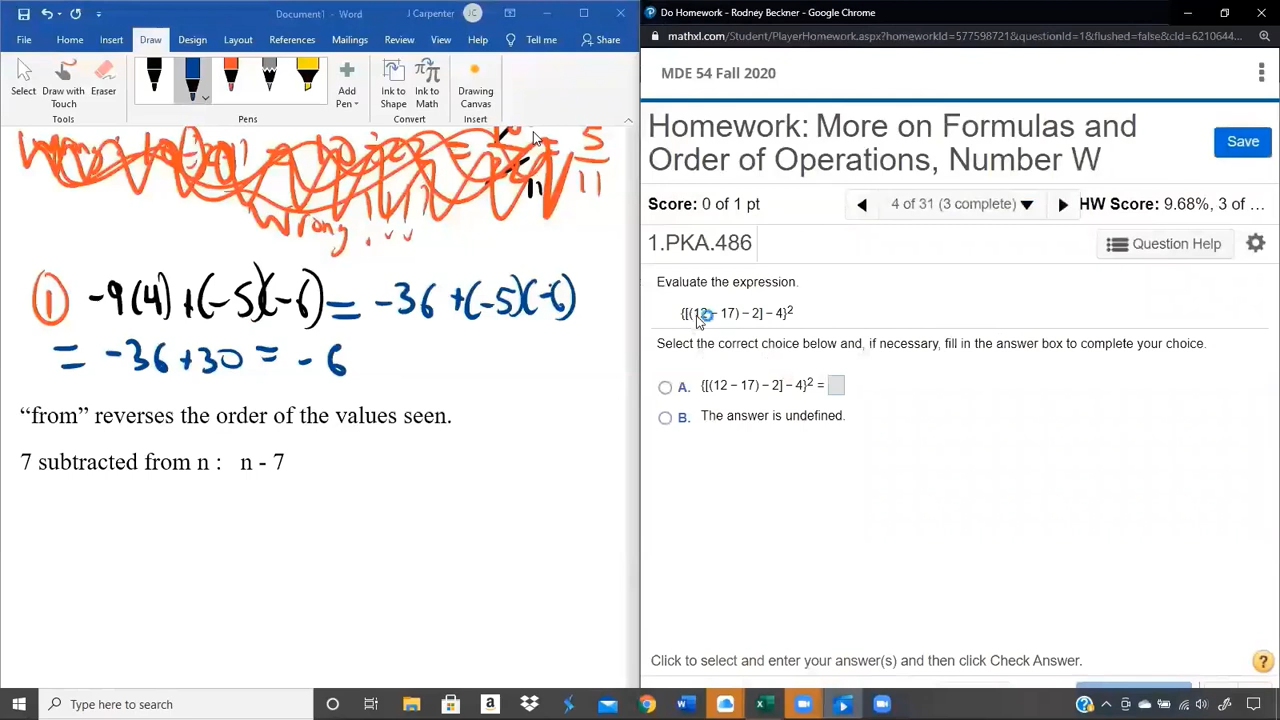 Document1 - Word
J Carpenter
JC
File
Home
Insert
Draw
Design
Layout
References
Mailings
Review
View
Help
Tell me
Share
Select
Draw with
Touch
Eraser
Add
Pen
Ink to
Shape
Ink to
Math
Drawing
Canvas
Tools
Pens
Convert
Insert
5
11
Wrong...
① -9(4)+(-5)(-6) = -36+(-5)(-6)
= -36+30 = -6
“from” reverses the order of the values seen.
7 subtracted from n : n - 7
Do Homework - Rodney Beckner - Google Chrome
mathxl.com/Student/PlayerHomework.aspx?homeworkId=577598721&questionId=1&flushed=false&cId=6210644...
MDE 54 Fall 2020
Homework: More on Formulas and
Order of Operations, Number W
Save
Score: 0 of 1 pt
4 of 31 (3 complete)
HW Score: 9.68%, 3 of ...
1.PKA.486
Question Help
Evaluate the expression.
{[(12 − 17) − 2] − 4}²
Select the correct choice below and, if necessary, fill in the answer box to complete your choice.
A. {[(12 − 17) − 2] − 4}² =
B. The answer is undefined.
Click to select and enter your answer(s) and then click Check Answer.
?
Type here to search